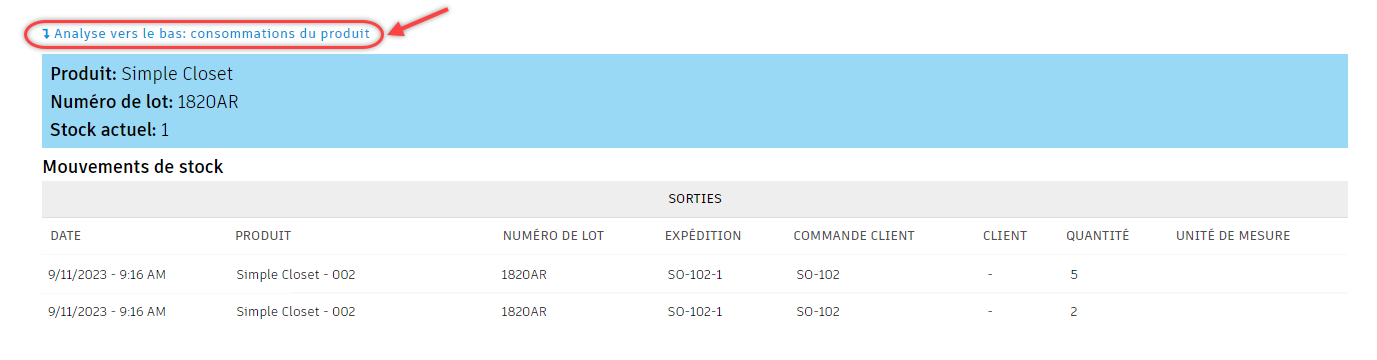 ↴ Analyse vers le bas: consommations du produit
Produit: Simple Closet
Numéro de lot: 1820AR
Stock actuel: 1
Mouvements de stock
SORTIES
DATE PRODUIT NUMÉRO DE LOT EXPÉDITION COMMANDE CLIENT CLIENT QUANTITÉ UNITÉ DE MESURE
9/11/2023 - 9:16 AM Simple Closet - 002 1820AR SO-102-1 SO-102 - 5
9/11/2023 - 9:16 AM Simple Closet - 002 1820AR SO-102-1 SO-102 - 2